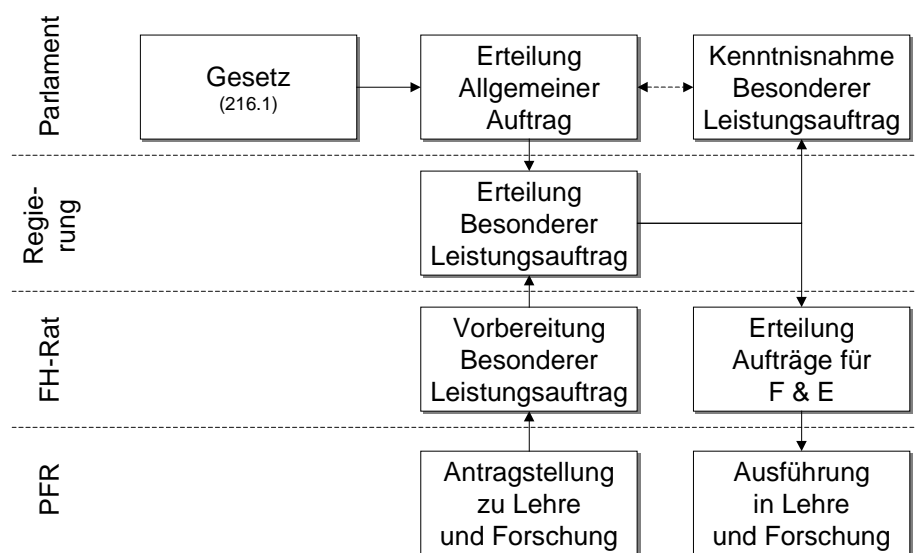 Parlament
Gesetz
(216.1)
Erteilung
Allgemeiner
Auftrag
Kenntnisnahme
Besonderer
Leistungsauftrag
Regie-
rung
Erteilung
Besonderer
Leistungsauftrag
FH-Rat
Vorbereitung
Besonderer
Leistungsauftrag
Erteilung
Aufträge für
F & E
PFR
Antragstellung
zu Lehre
und Forschung
Ausführung
in Lehre
und Forschung